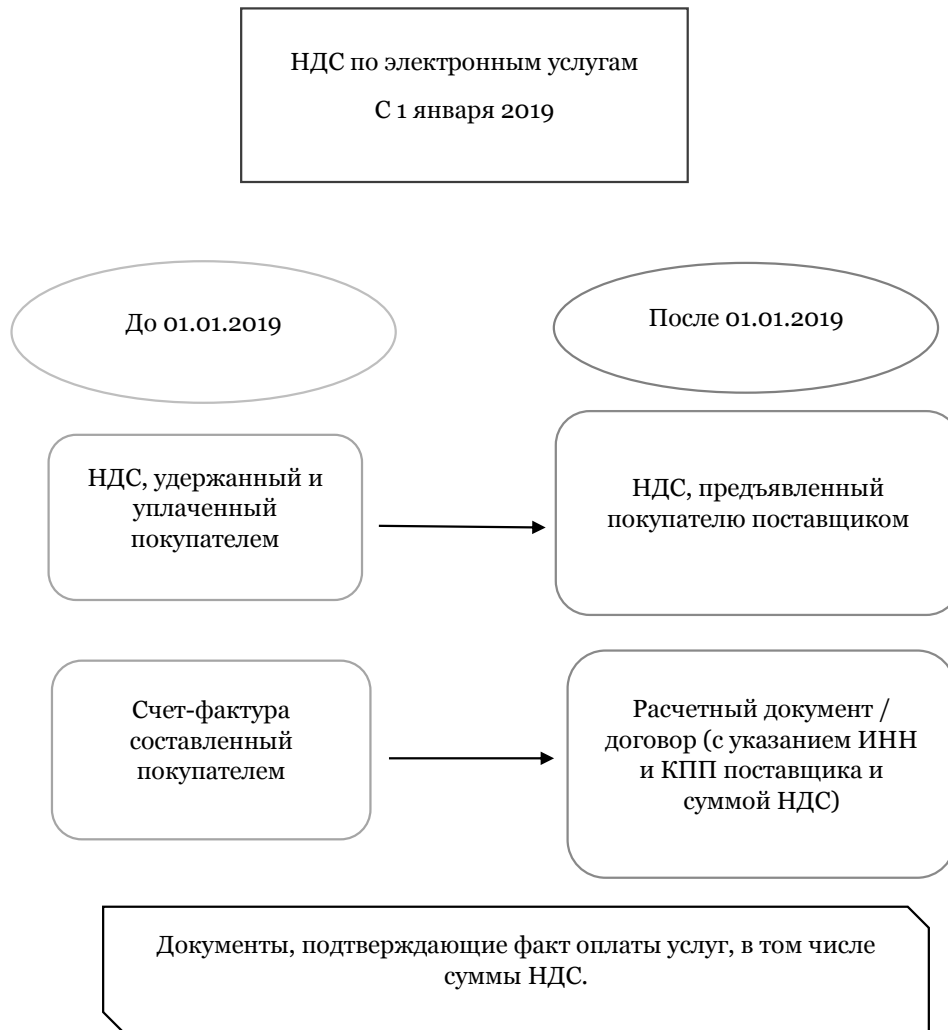 НДС по электронным услугам
С 1 января 2019
До 01.01.2019
После 01.01.2019
НДС, удержанный и
уплаченный
покупателем
НДС, предъявленный
покупателю поставщиком
Счет-фактура
составленный
покупателем
Расчетный документ /
договор (с указанием ИНН
и КПП поставщика и
суммой НДС)
Документы, подтверждающие факт оплаты услуг, в том числе
суммы НДС.